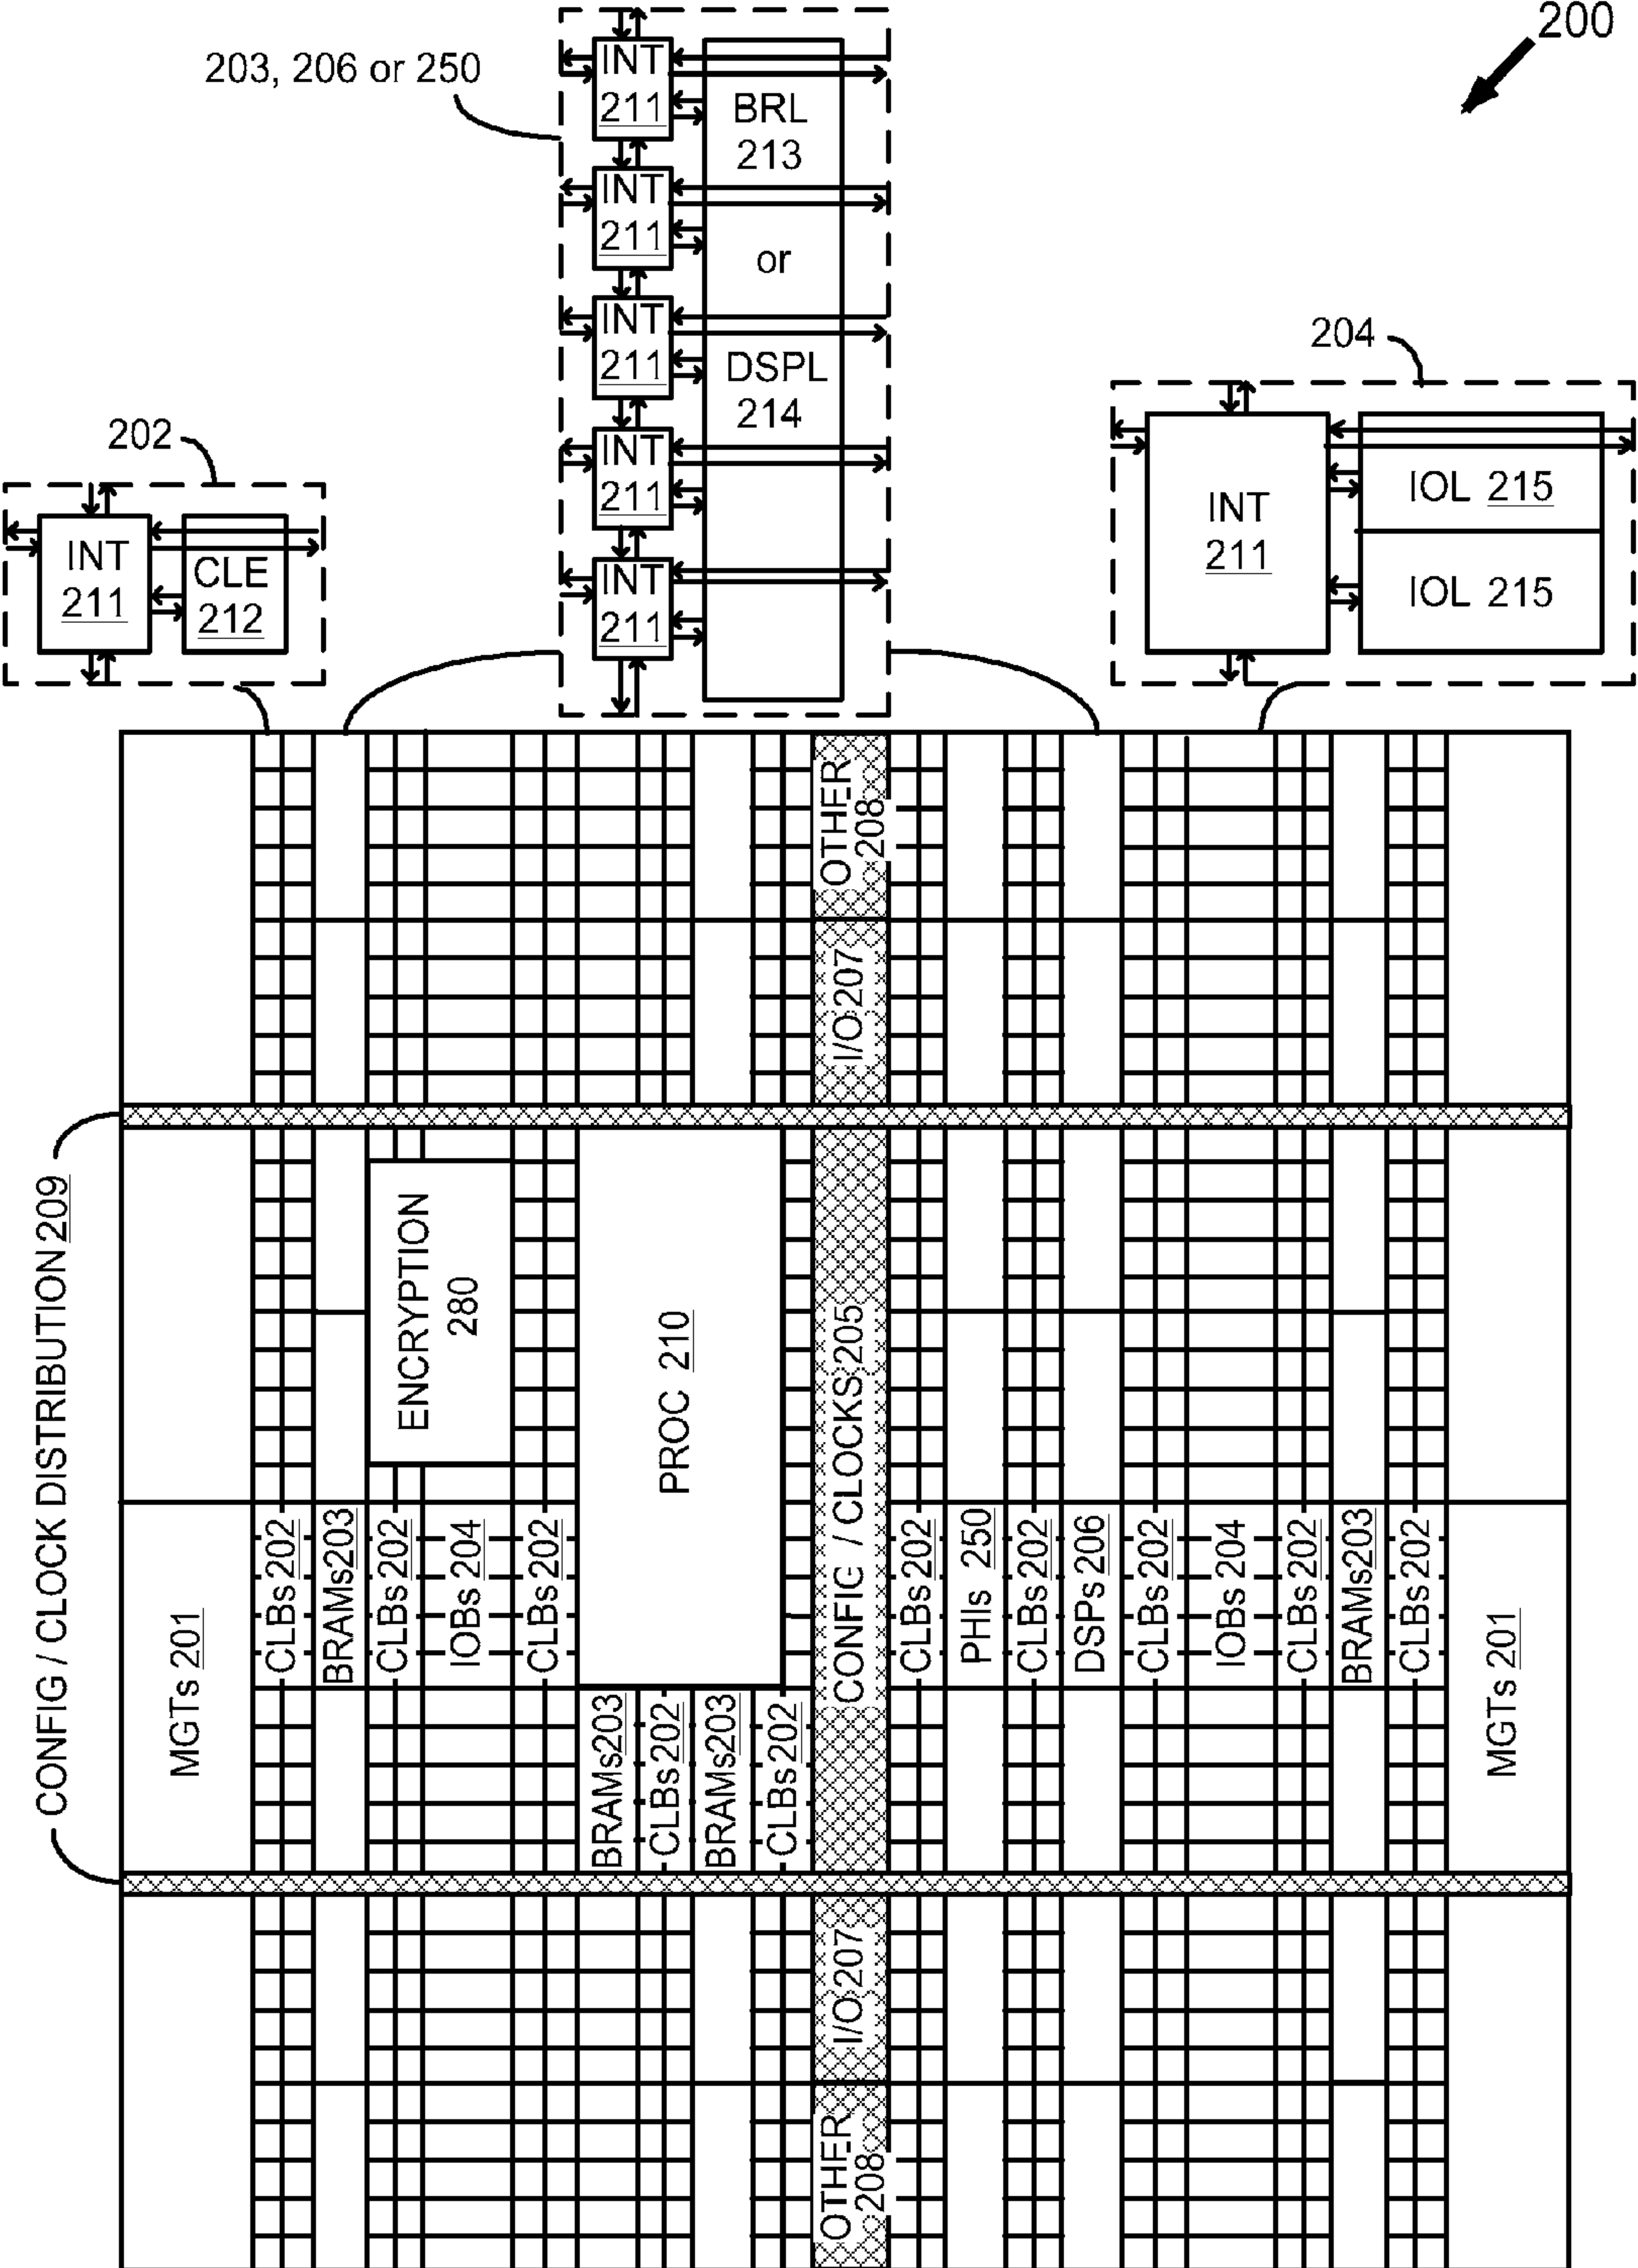 200
203, 206 or 250
INT
211
INT
211
INT
211
INT
211
INT
211
BRL
213
or
DSPL
214
204
INT
211
IOL 215
IOL 215
202
INT
211
CLE
212
OTHER
208
I/O 207
CONFIG / CLOCK DISTRIBUTION 209
ENCRYPTION
280
PROC 210
CONFIG / CLOCKS 205
MGTs 201
CLBs 202
BRAMs 203
CLBs 202
IOBs 204
CLBs 202
BRAMs 203
CLBs 202
BRAMs 203
CLBs 202
CLBs 202
PHIs 250
CLBs 202
DSPs 206
CLBs 202
IOBs 204
CLBs 202
BRAMs 203
CLBs 202
MGTs 201
I/O 207
OTHER
208